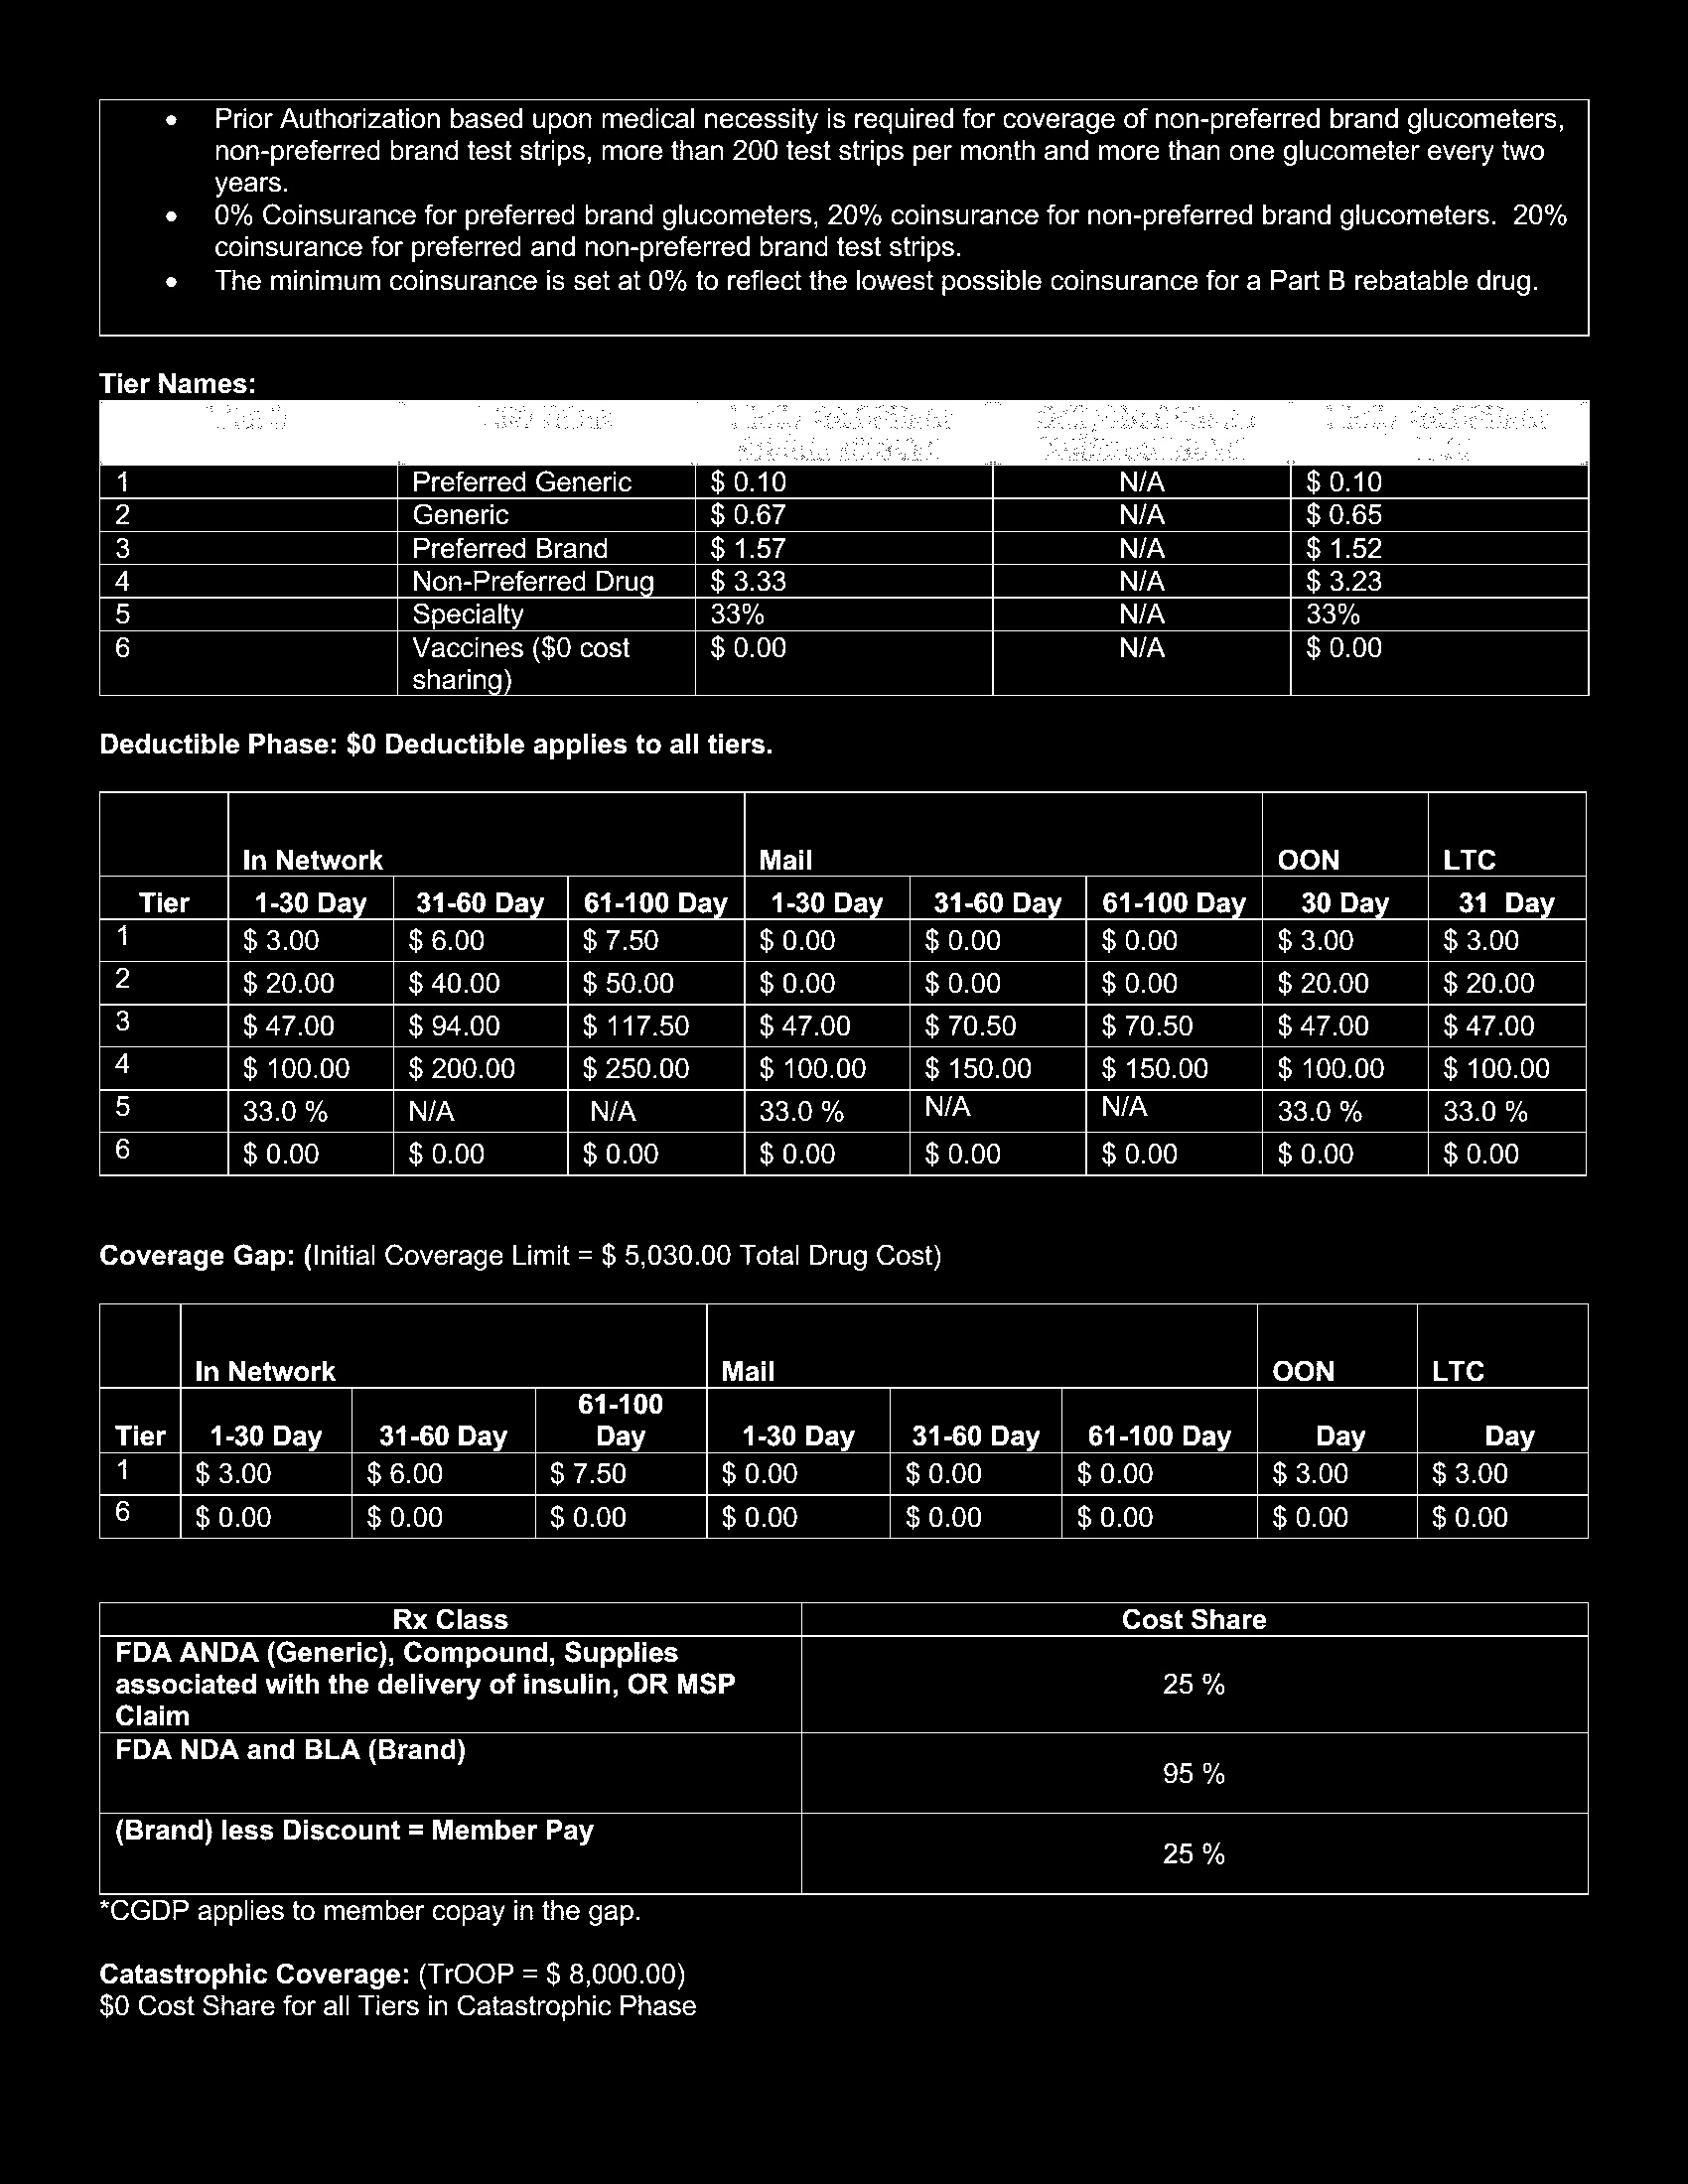 • Prior Authorization based upon medical necessity is required for coverage of non-preferred brand glucometers,
non-preferred brand test strips, more than 200 test strips per month and more than one glucometer every two
years.
• 0% Coinsurance for preferred brand glucometers, 20% coinsurance for non-preferred brand glucometers.  20%
coinsurance for preferred and non-preferred brand test strips.
• The minimum coinsurance is set at 0% to reflect the lowest possible coinsurance for a Part B rebatable drug.
Tier Names:
1 Preferred Generic $ 0.10 N/A $ 0.10
2 Generic $ 0.67 N/A $ 0.65
3 Preferred Brand $ 1.57 N/A $ 1.52
4 Non-Preferred Drug $ 3.33 N/A $ 3.23
5 Specialty 33% N/A 33%
6 Vaccines ($0 cost $ 0.00 N/A $ 0.00
sharing)
Deductible Phase: $0 Deductible applies to all tiers.
In Network Mail OON LTC
Tier 1-30 Day 31-60 Day 61-100 Day 1-30 Day 31-60 Day 61-100 Day 30 Day 31  Day
1 $ 3.00 $ 6.00 $ 7.50 $ 0.00 $ 0.00 $ 0.00 $ 3.00 $ 3.00
2 $ 20.00 $ 40.00 $ 50.00 $ 0.00 $ 0.00 $ 0.00 $ 20.00 $ 20.00
3 $ 47.00 $ 94.00 $ 117.50 $ 47.00 $ 70.50 $ 70.50 $ 47.00 $ 47.00
4 $ 100.00 $ 200.00 $ 250.00 $ 100.00 $ 150.00 $ 150.00 $ 100.00 $ 100.00
5 33.0 % N/A N/A 33.0 % N/A N/A 33.0 % 33.0 %
6 $ 0.00 $ 0.00 $ 0.00 $ 0.00 $ 0.00 $ 0.00 $ 0.00 $ 0.00
Coverage Gap: (Initial Coverage Limit = $ 5,030.00 Total Drug Cost)
In Network Mail OON LTC
61-100
Tier 1-30 Day 31-60 Day Day 1-30 Day 31-60 Day 61-100 Day Day Day
1 $ 3.00 $ 6.00 $ 7.50 $ 0.00 $ 0.00 $ 0.00 $ 3.00 $ 3.00
6 $ 0.00 $ 0.00 $ 0.00 $ 0.00 $ 0.00 $ 0.00 $ 0.00 $ 0.00
Rx Class Cost Share
FDA ANDA (Generic), Compound, Supplies
associated with the delivery of insulin, OR MSP 25 %
Claim
FDA NDA and BLA (Brand)
95 %
(Brand) less Discount = Member Pay
25 %
*CGDP applies to member copay in the gap.
Catastrophic Coverage: (TrOOP = $ 8,000.00)
$0 Cost Share for all Tiers in Catastrophic Phase